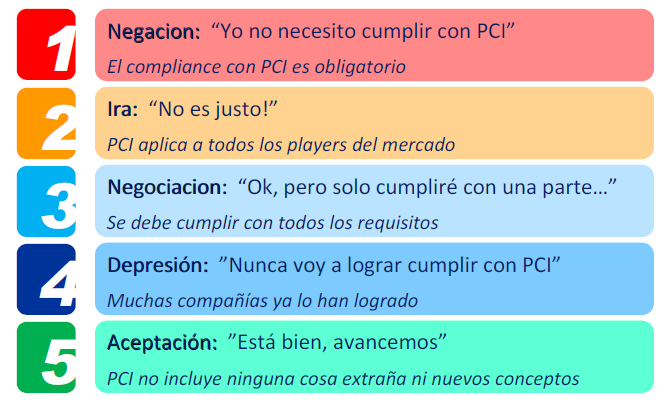 1
Negacion: “Yo no necesito cumplir con PCI”
El compliance con PCI es obligatorio
2
Ira: “No es justo!”
PCI aplica a todos los players del mercado
3
Negociacion: “Ok, pero solo cumpliré con una parte...”
Se debe cumplir con todos los requisitos
4
Depresión: ”Nunca voy a lograr cumplir con PCI”
Muchas compañías ya lo han logrado
5
Aceptación: ”Está bien, avancemos”
PCI no incluye ninguna cosa extraña ni nuevos conceptos